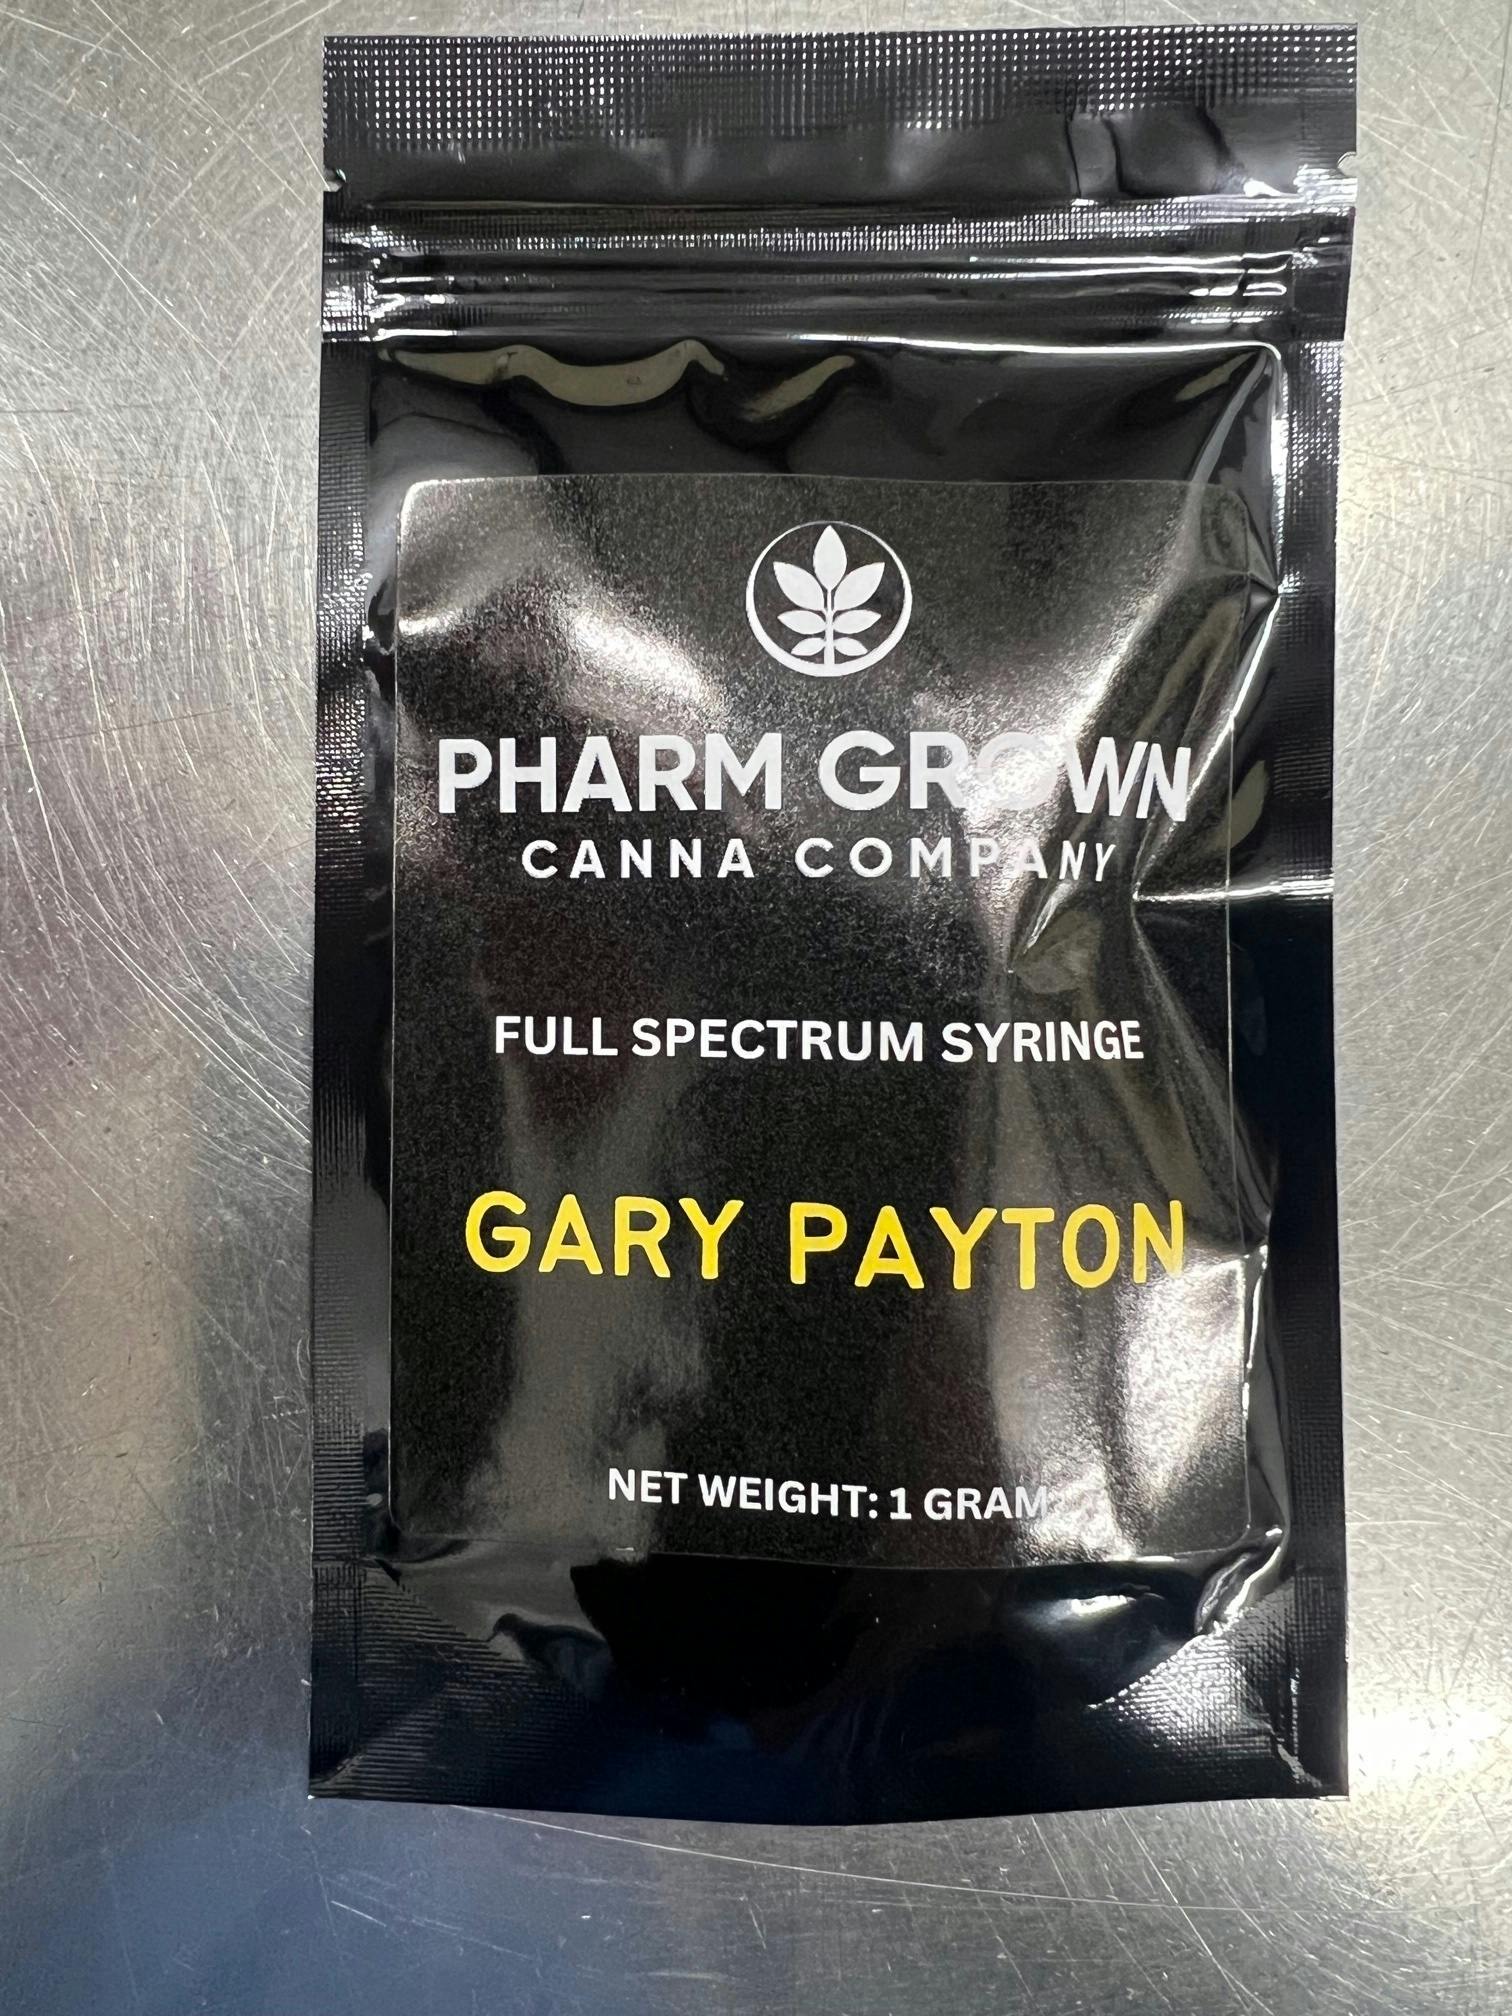 PHARM GROWN
CANNA COMPANY
FULL SPECTRUM SYRINGE
GARY PAYTON
NET WEIGHT: 1 GRAM